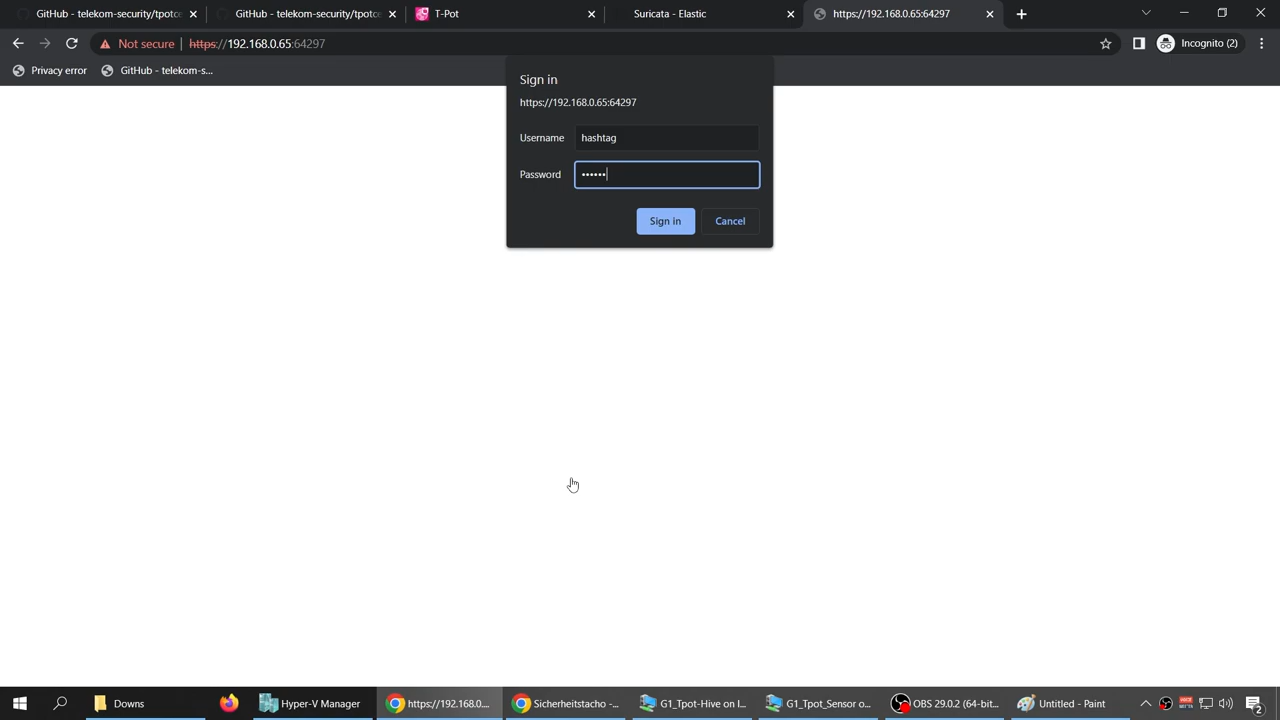 GitHub - telekom-security/tpotce
GitHub - telekom-security/tpotce
T-Pot
Suricata - Elastic
https://192.168.0.65:64297
Not secure
https://192.168.0.65:64297
Incognito (2)
Privacy error
GitHub - telekom-s...
Sign in
https://192.168.0.65:64297
Username
hashtag
Password
••••••
Sign in
Cancel
Downs
Hyper-V Manager
https://192.168.0....
Sicherheitstacho -...
G1_Tpot-Hive on l...
G1_Tpot_Sensor o...
OBS 29.0.2 (64-bit...
Untitled - Paint
2